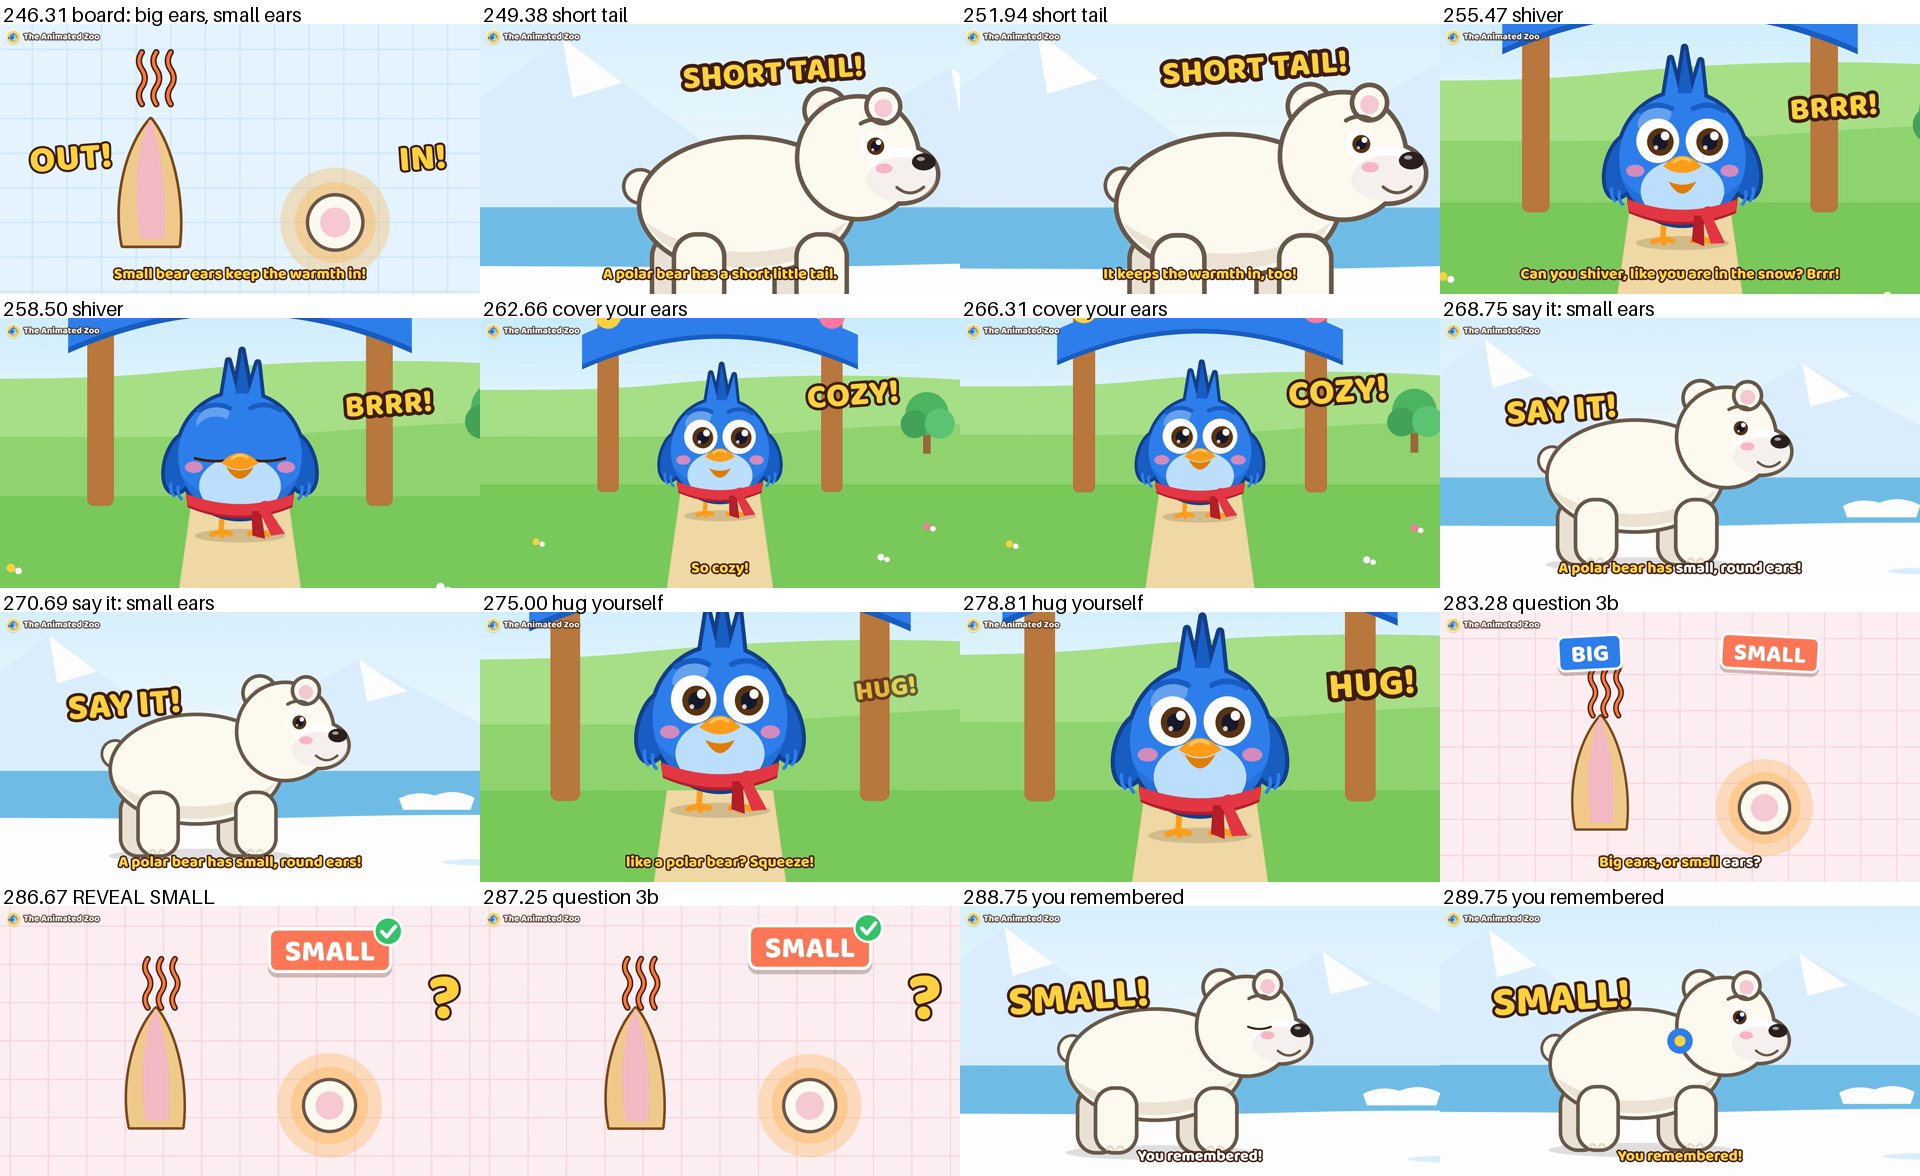 246.31 board: big ears, small ears
The Animated Zoo
OUT!
IN!
Small bear ears keep the warmth in!
249.38 short tail
The Animated Zoo
SHORT TAIL!
A polar bear has a short little tail.
251.94 short tail
The Animated Zoo
SHORT TAIL!
It keeps the warmth in, too!
255.47 shiver
The Animated Zoo
BRRR!
Can you shiver, like you are in the snow? Brrr!
258.50 shiver
The Animated Zoo
BRRR!
262.66 cover your ears
The Animated Zoo
COZY!
So cozy!
266.31 cover your ears
The Animated Zoo
COZY!
268.75 say it: small ears
The Animated Zoo
SAY IT!
A polar bear has small, round ears!
270.69 say it: small ears
The Animated Zoo
SAY IT!
A polar bear has small, round ears!
275.00 hug yourself
The Animated Zoo
HUG!
like a polar bear? Squeeze!
278.81 hug yourself
The Animated Zoo
HUG!
283.28 question 3b
The Animated Zoo
BIG
SMALL
Big ears, or small ears?
286.67 REVEAL SMALL
The Animated Zoo
SMALL
?
287.25 question 3b
The Animated Zoo
SMALL
?
288.75 you remembered
The Animated Zoo
SMALL!
You remembered!
289.75 you remembered
The Animated Zoo
SMALL!
You remembered!